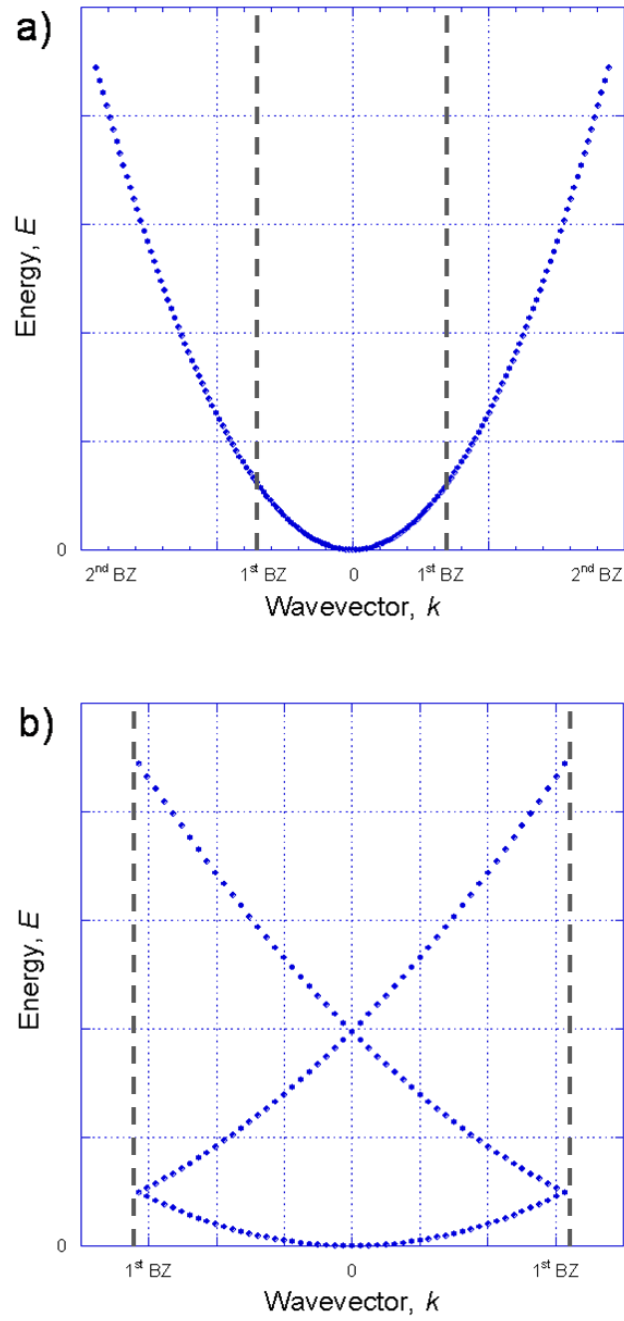 a)
Energy, E
0
2nd BZ 1st BZ 0 1st BZ 2nd BZ
Wavevector, k
b)
Energy, E
0
1st BZ 0 1st BZ
Wavevector, k